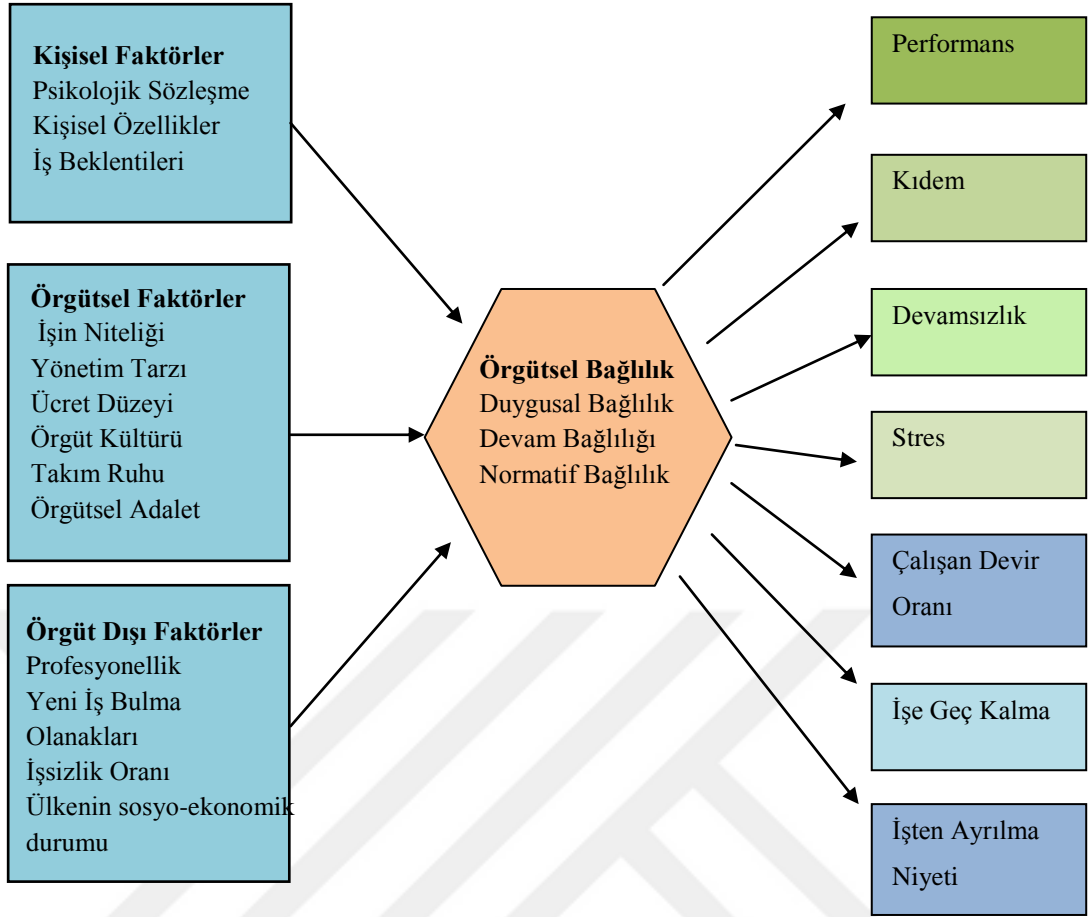 Kişisel Faktörler
Psikolojik Sözleşme
Kişisel Özellikler
İş Beklentileri
Örgütsel Faktörler
İşin Niteliği
Yönetim Tarzı
Ücret Düzeyi
Örgüt Kültürü
Takım Ruhu
Örgütsel Adalet
Örgüt Dışı Faktörler
Profesyonellik
Yeni İş Bulma
Olanakları
İşsizlik Oranı
Ülkenin sosyo-ekonomik
durumu
Örgütsel Bağlılık
Duygusal Bağlılık
Devam Bağlılığı
Normatif Bağlılık
Performans
Kıdem
Devamsızlık
Stres
Çalışan Devir
Oranı
İşe Geç Kalma
İşten Ayrılma
Niyeti